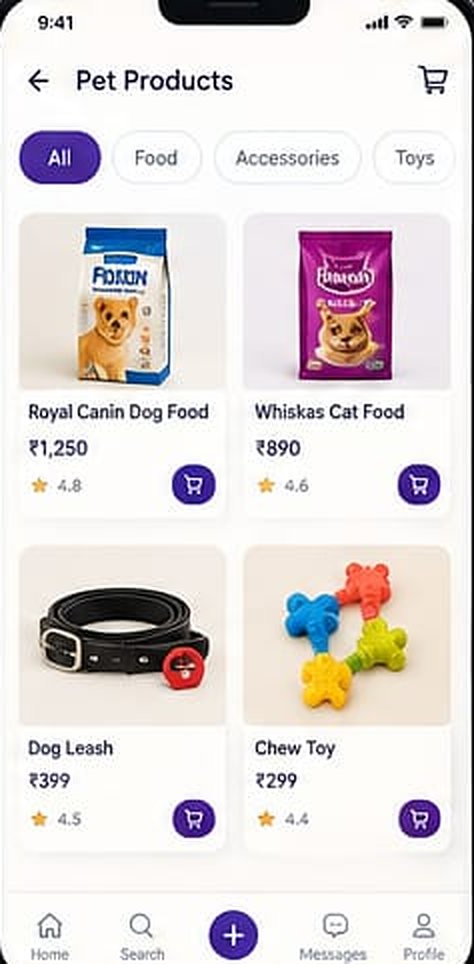 9:41
Pet Products
All
Food
Accessories
Toys
Royal Canin Dog Food
Whiskas Cat Food
₹1,250
₹890
4.8
4.6
Dog Leash
Chew Toy
₹399
₹299
4.5
4.4
Home
Search
Messages
Profile